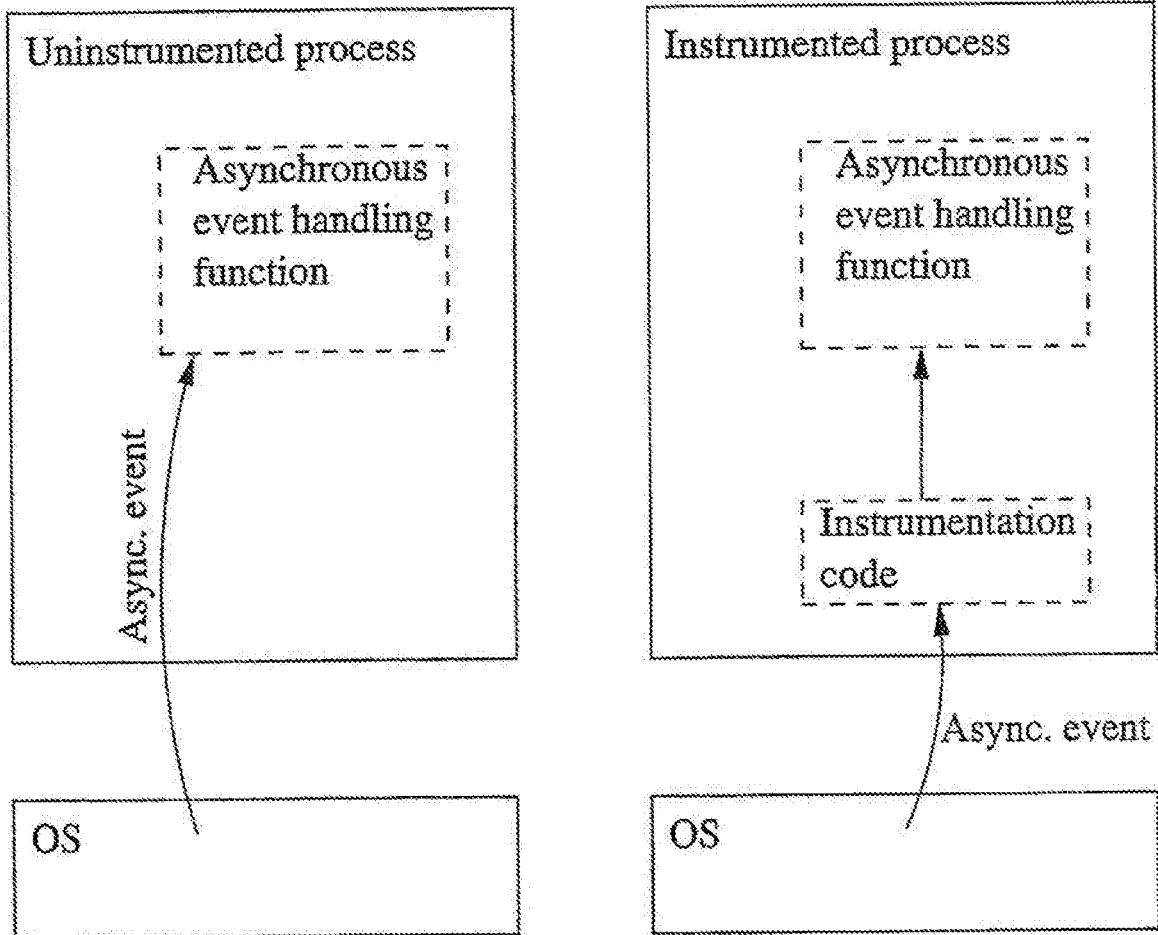 Uninstrumented process
Asynchronous
event handling
function
Async. event
OS
Instrumented process
Asynchronous
event handling
function
Instrumentation
code
Async. event
OS